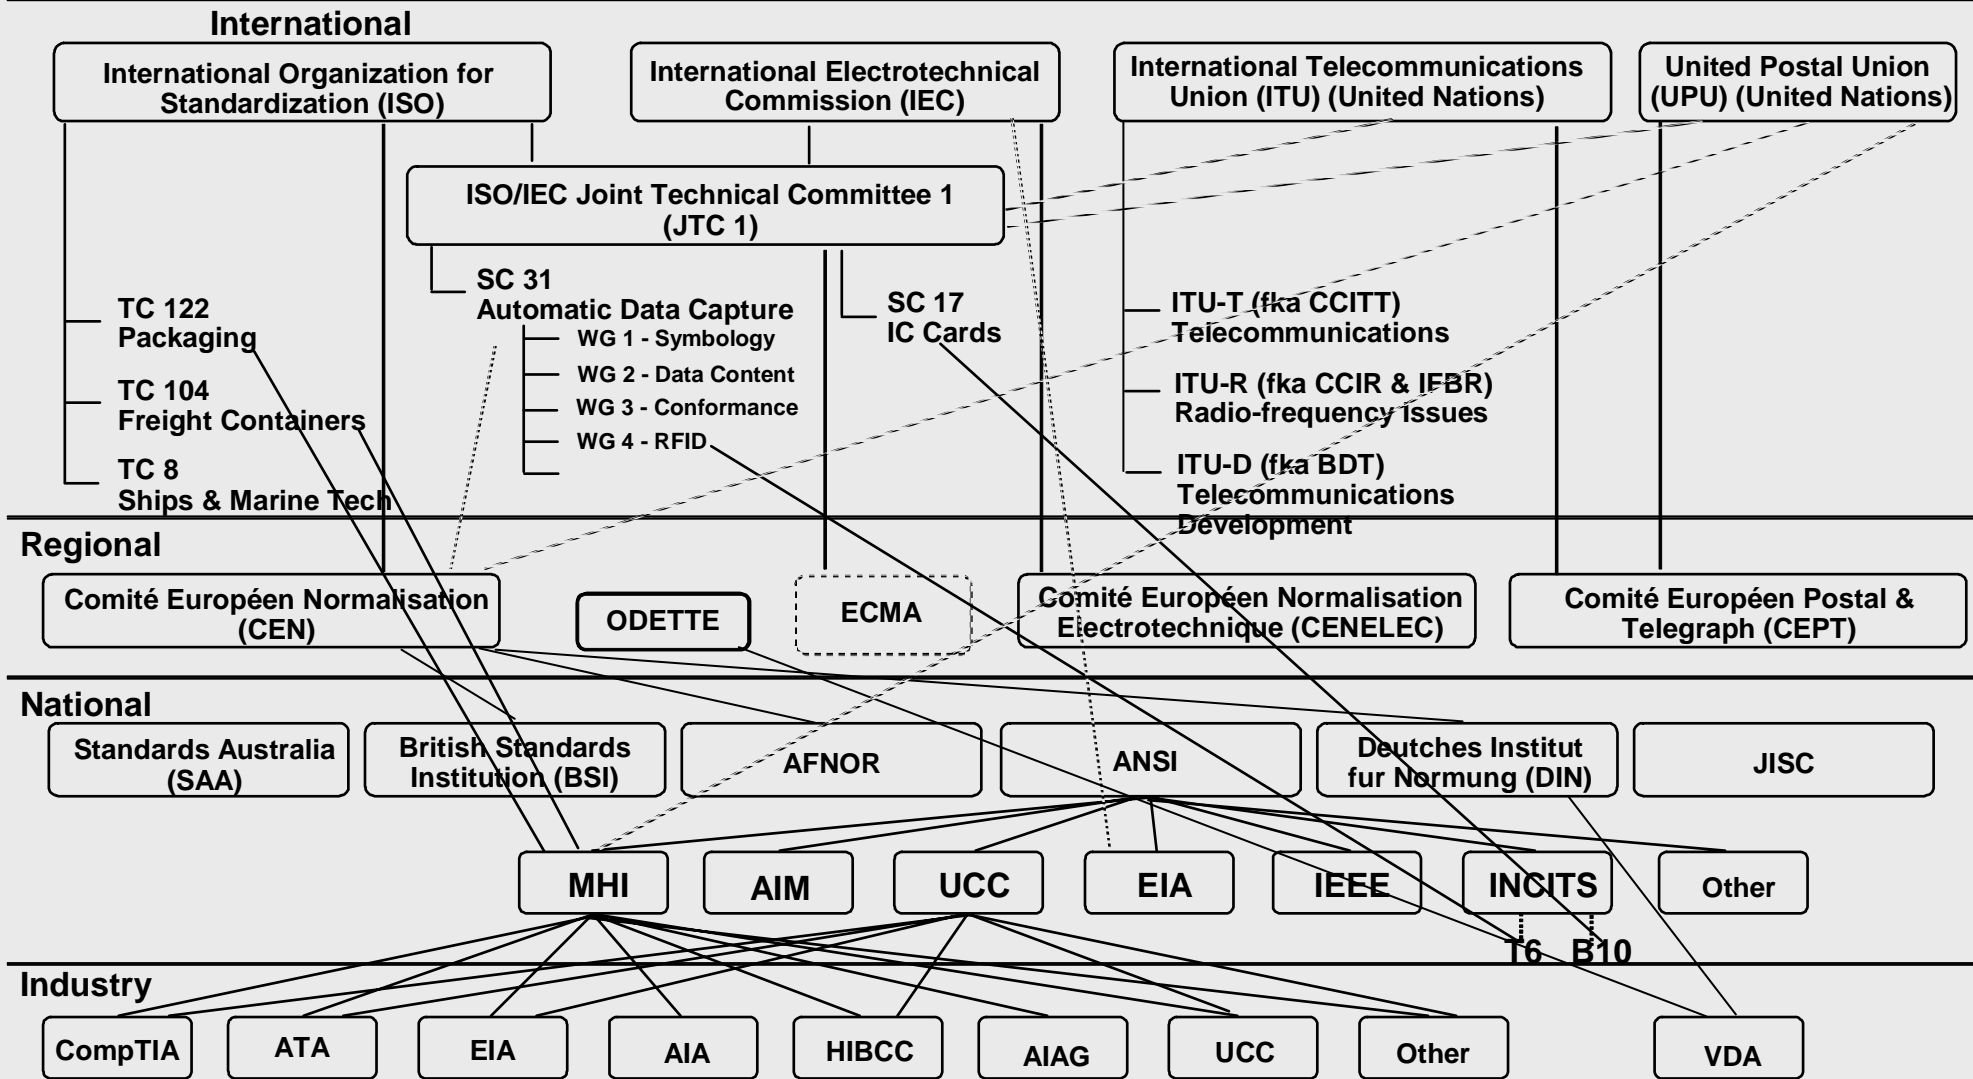 International
International Organization for
Standardization (ISO)
International Electrotechnical
Commission (IEC)
International Telecommunications
Union (ITU) (United Nations)
United Postal Union
(UPU) (United Nations)
ISO/IEC Joint Technical Committee 1
(JTC 1)
TC 122
Packaging
TC 104
Freight Containers
TC 8
Ships & Marine Tech
SC 31
Automatic Data Capture
WG 1 - Symbology
WG 2 - Data Content
WG 3 - Conformance
WG 4 - RFID
SC 17
IC Cards
ITU-T (fka CCITT)
Telecommunications
ITU-R (fka CCIR & IFBR)
Radio-frequency Issues
ITU-D (fka BDT)
Telecommunications
Development
Regional
Comité Européen Normalisation
(CEN)
ODETTE
ECMA
Comité Européen Normalisation
Electrotechnique (CENELEC)
Comité Européen Postal &
Telegraph (CEPT)
National
Standards Australia
(SAA)
British Standards
Institution (BSI)
AFNOR
ANSI
Deutches Institut
fur Normung (DIN)
JISC
MHI
AIM
UCC
EIA
IEEE
INCITS
Other
T6
B10
Industry
CompTIA
ATA
EIA
AIA
HIBCC
AIAG
UCC
Other
VDA